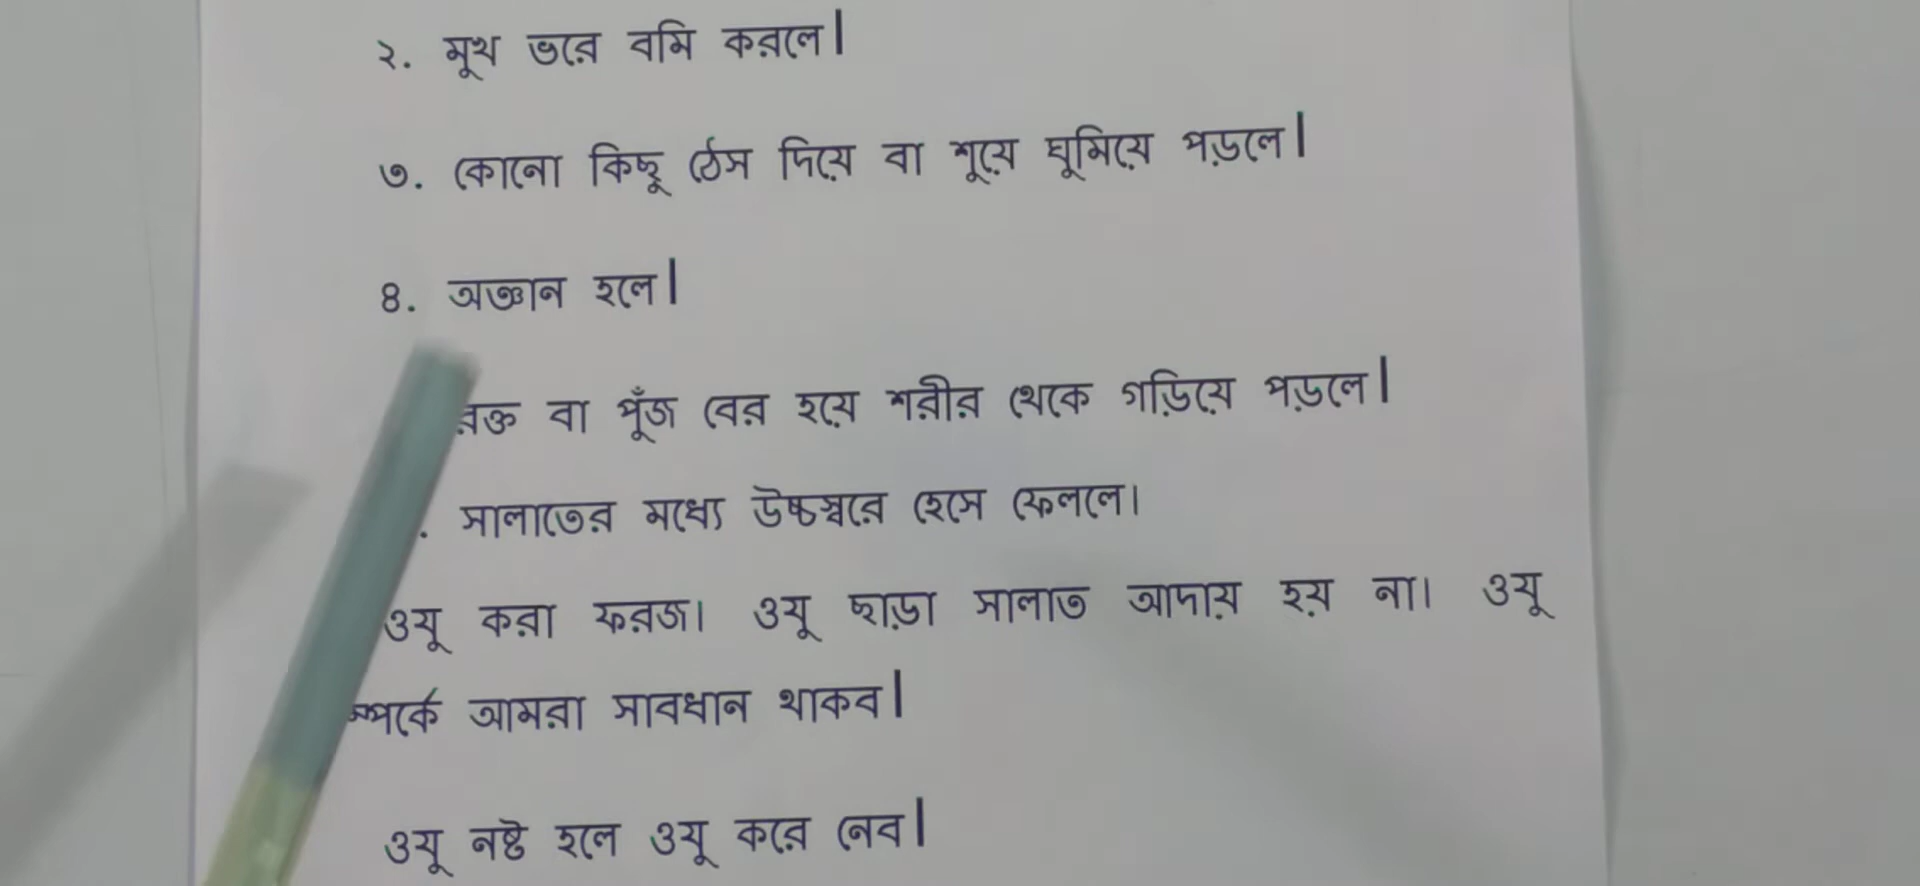 ২. মূখ ভরে বমি করলে|
৩. কোনো কিছু ঠেস দিয়ে বা শূয়ে ঘূমিয়ে পড়লে|
৪. অজ্ঞান হলে|
রক্ত বা পূঁজ বের হয়ে শরীর থেকে গড়িয়ে পড়লে|
. সালাতের মধ্যে উচ্চস্বরে হেসে ফেললে।
ওযূ করা ফরজ। ওযূ ছাড়া সালাত আদায় হয় না। ওযূ
ম্পর্কে আমরা সাবধান থাকব|
ওযূ নষ্ট হলে ওযূ করে নেব|